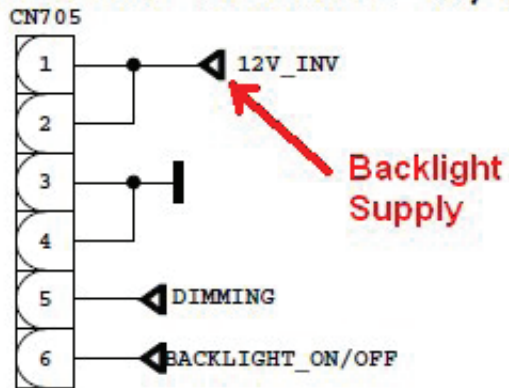 CN705
1 12V_INV
2
3 Backlight
Supply
4
5 DIMMING
6 BACKLIGHT_ON/OFF